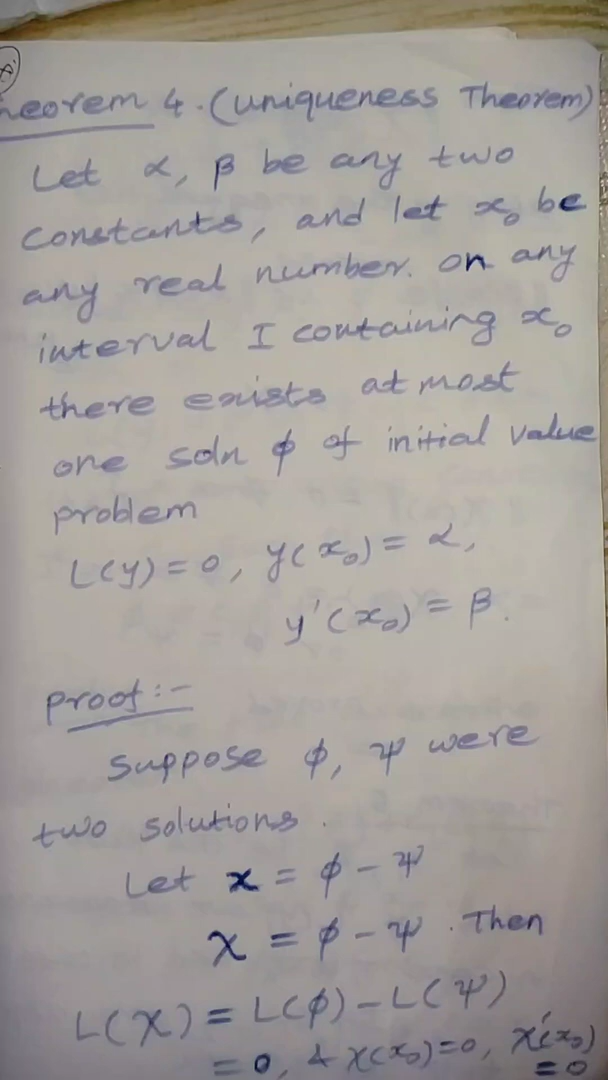 heorem 4. (Uniqueness Theorem)
Let α, β be any two
constants, and let x₀ be
any real number. On any
interval I containing x₀
there exists at most
one soln φ of initial value
problem
L(y) = 0, y(x₀) = α,
y'(x₀) = β.
Proof:-
Suppose φ, ψ were
two solutions.
Let x = φ - ψ
χ = φ - ψ. Then
L(χ) = L(φ) - L(ψ)
= 0, & χ(x₀) = 0, χ'(x₀)
= 0